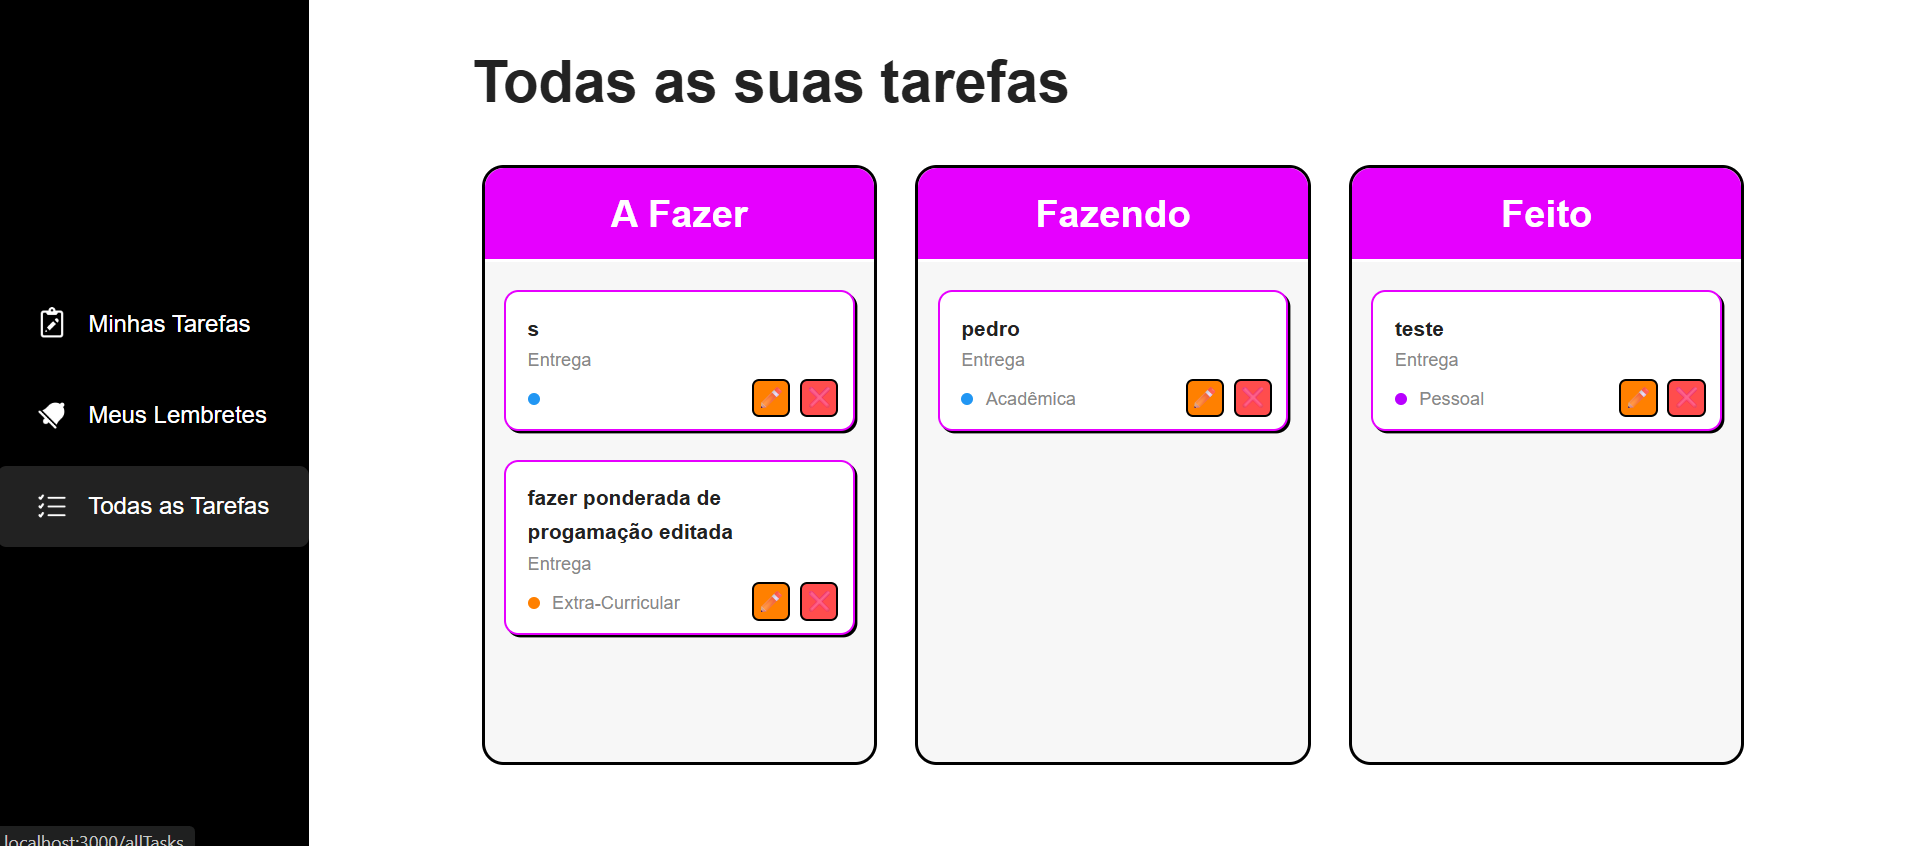 Minhas Tarefas
Meus Lembretes
Todas as Tarefas
Todas as suas tarefas
A Fazer
s
Entrega
fazer ponderada de
progamação editada
Entrega
Extra-Curricular
Fazendo
pedro
Entrega
Acadêmica
Feito
teste
Entrega
Pessoal
localhost:3000/allTasks